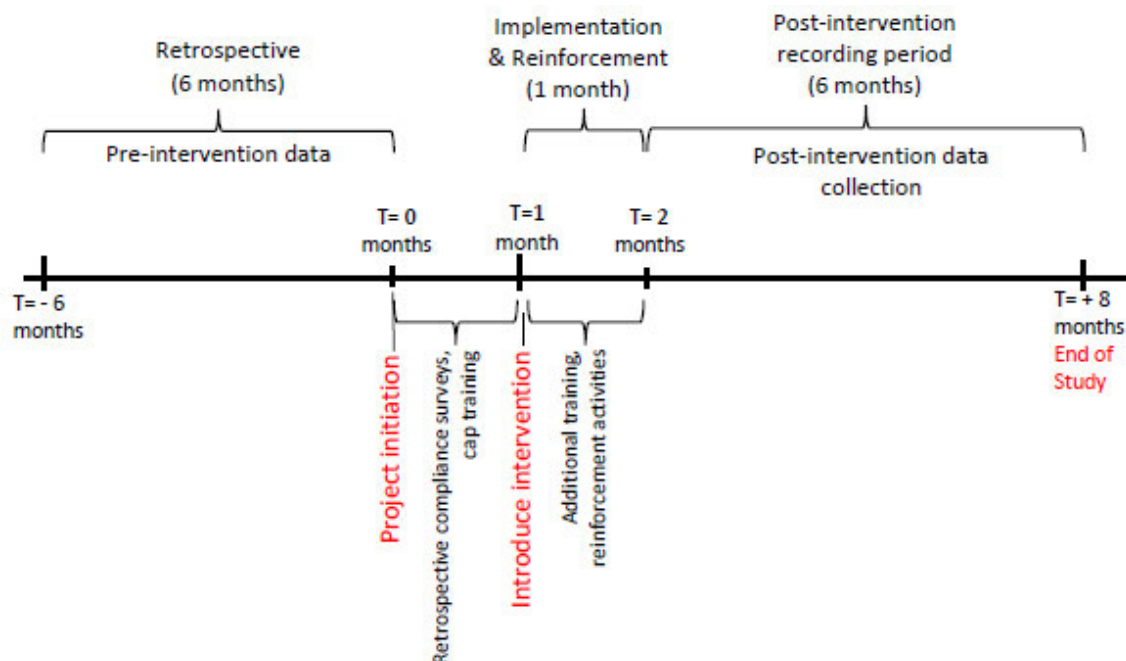 Retrospective
(6 months)
Pre-intervention data
Implementation
& Reinforcement
(1 month)
Post-intervention
recording period
(6 months)
Post-intervention data
collection
T= - 6
months
T= 0
months
T=1
month
T= 2
months
T= + 8
months
End of
Study
Project initiation
Retrospective compliance surveys,
cap training
Introduce intervention
Additional training,
reinforcement activities